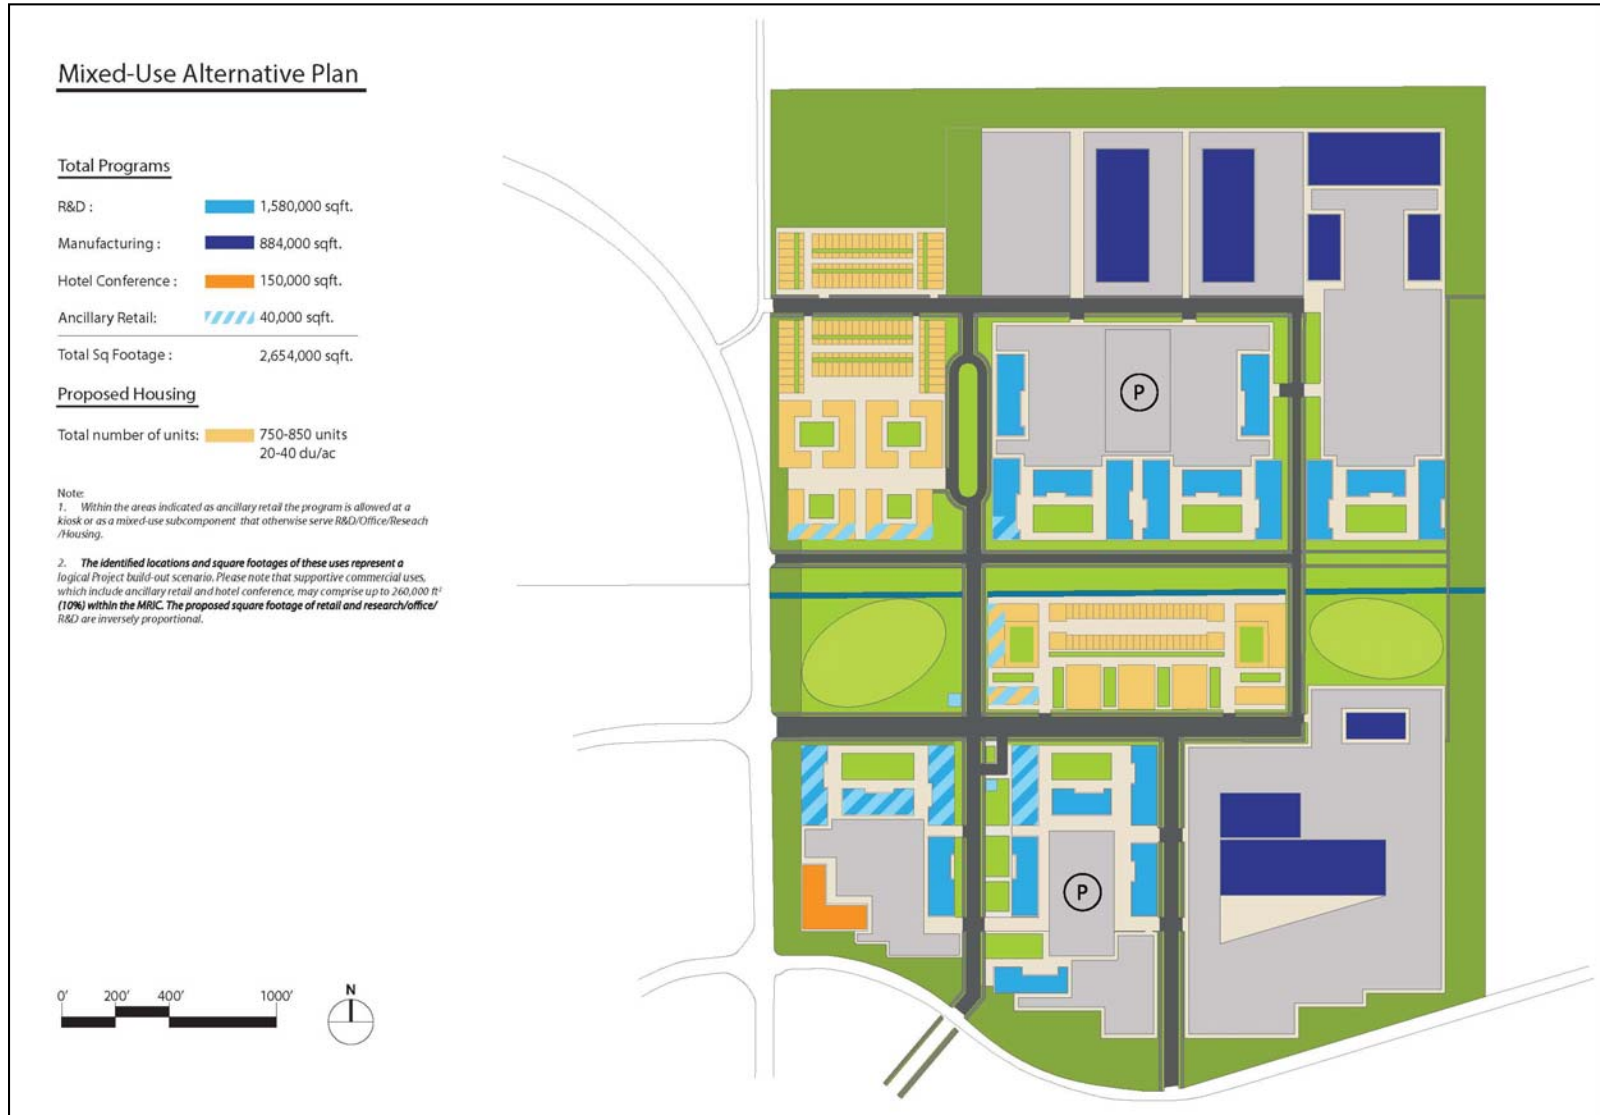 Mixed-Use Alternative Plan
Total Programs
R&D : 1,580,000 sqft.
Manufacturing : 884,000 sqft.
Hotel Conference : 150,000 sqft.
Ancillary Retail: 40,000 sqft.
Total Sq Footage : 2,654,000 sqft.
Proposed Housing
Total number of units: 750-850 units
20-40 du/ac
Note:
1. Within the areas indicated as ancillary retail the program is allowed at a
kiosk or as a mixed-use subcomponent that otherwise serve R&D/Office/Reseach
/Housing.
2. The identified locations and square footages of these uses represent a
logical Project build-out scenario. Please note that supportive commercial uses,
which include ancillary retail and hotel conference, may comprise up to 260,000 ft²
(10%) within the MRIC. The proposed square footage of retail and research/office/
R&D are inversely proportional.
P
P
0' 200' 400' 1000'
N